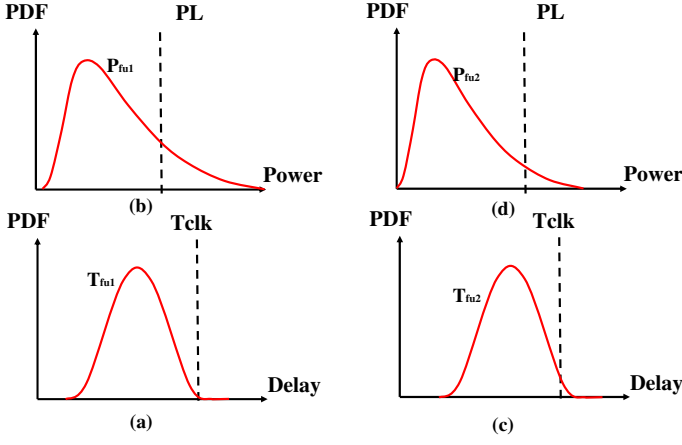 PDF
PL
Pfu1
Power
(b)
PDF
PL
Pfu2
Power
(d)
PDF
Tclk
Tfu1
Delay
(a)
PDF
Tclk
Tfu2
Delay
(c)